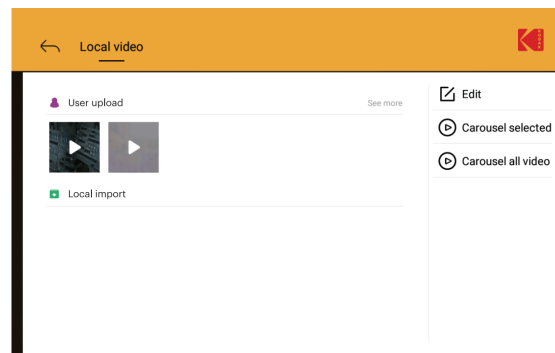 Local video
User upload
See more
Local import
Edit
Carousel selected
Carousel all video